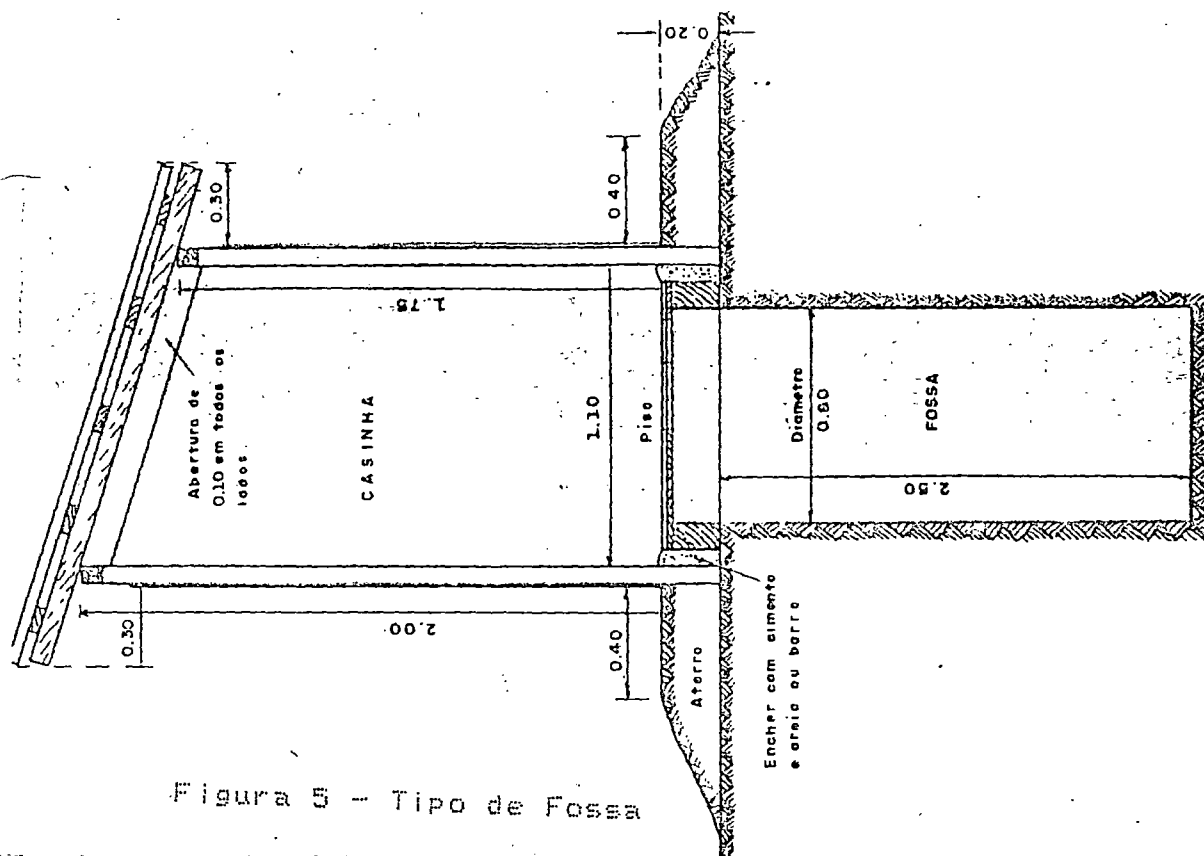 0.20
0.30
0.40
1.75
Abertura de
0.10 em todos os
lados.
CASINHA
1.10
Piso
Diametro
0.80
FOSSA
2.50
0.30
2.00
0.40
Aterro
Encher com cimento
e areia ou barro
Figura 5 - Tipo de Fossa